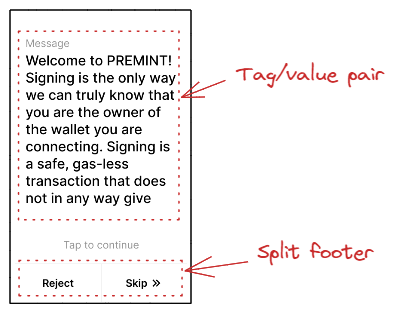 Message
Welcome to PREMINT!
Signing is the only way
we can truly know that
you are the owner of
the wallet you are
connecting. Signing is
a safe, gas-less
transaction that does
not in any way give
Tag/value pair
Tap to continue
Split footer
Reject
Skip »